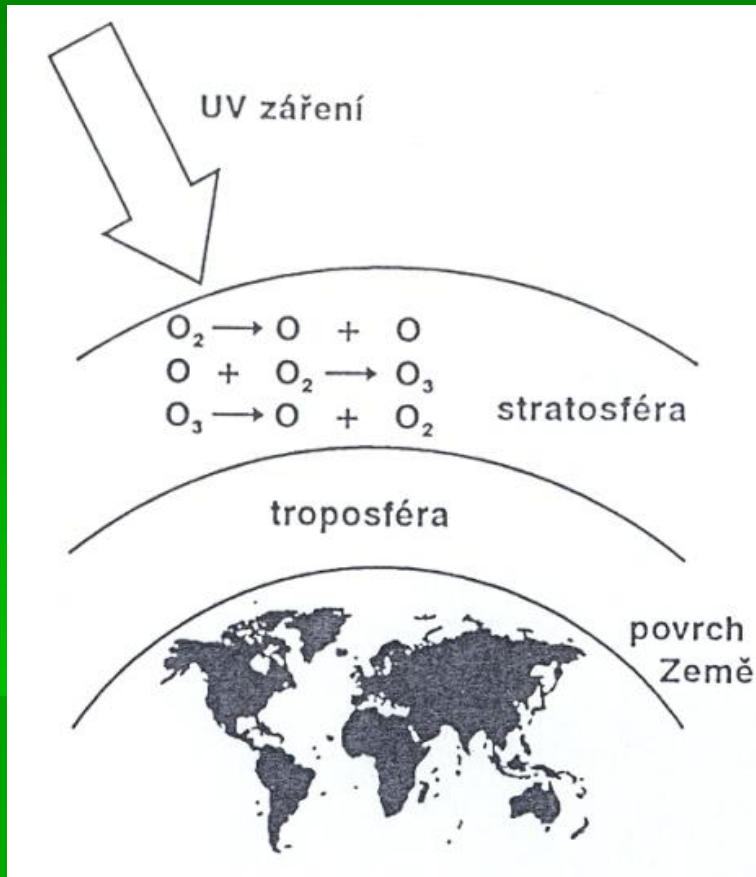 UV záření
O₂ → O + O
O + O₂ → O₃
O₃ → O + O₂
stratosféra
troposféra
povrch
Země